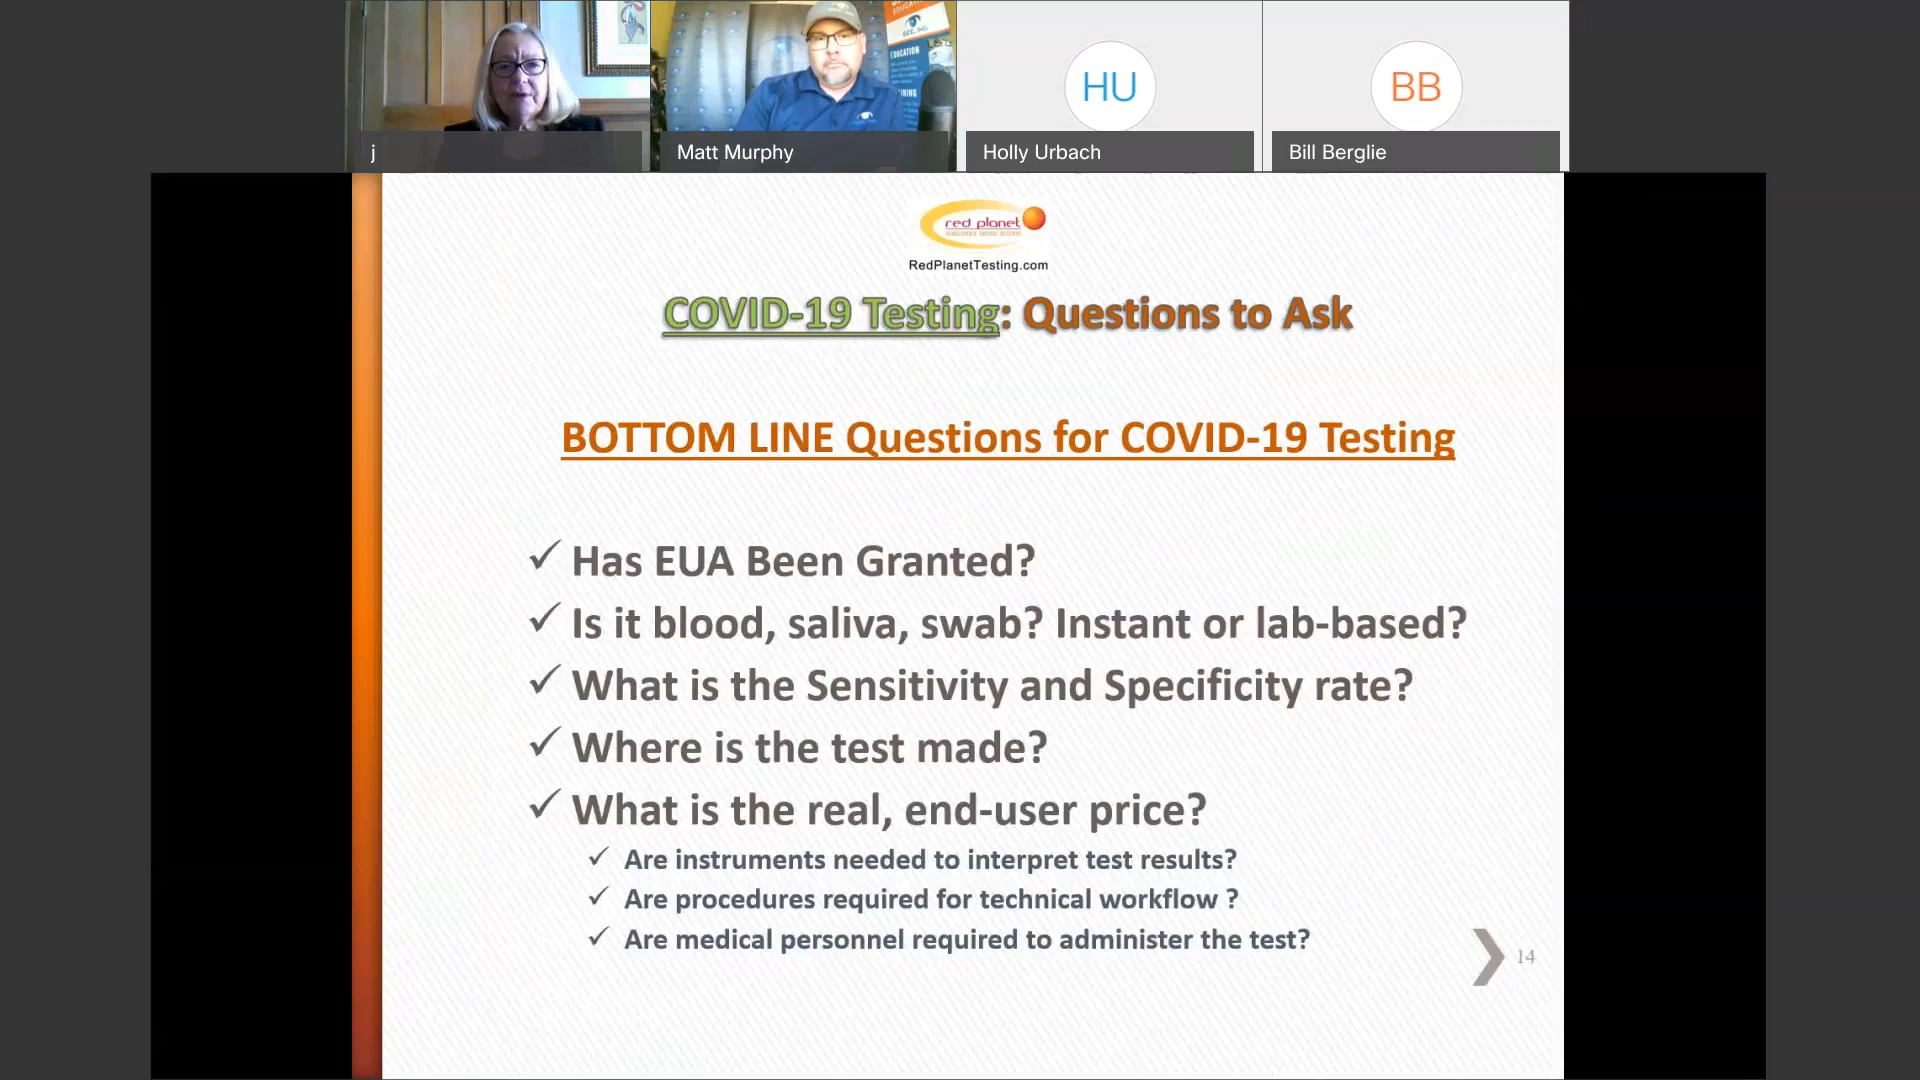 j
Matt Murphy
HU
Holly Urbach
BB
Bill Berglie
EDUCATION
red planet
RedPlanetTesting.com
COVID-19 Testing: Questions to Ask
BOTTOM LINE Questions for COVID-19 Testing
✓ Has EUA Been Granted?
✓ Is it blood, saliva, swab? Instant or lab-based?
✓ What is the Sensitivity and Specificity rate?
✓ Where is the test made?
✓ What is the real, end-user price?
✓ Are instruments needed to interpret test results?
✓ Are procedures required for technical workflow ?
✓ Are medical personnel required to administer the test?
14